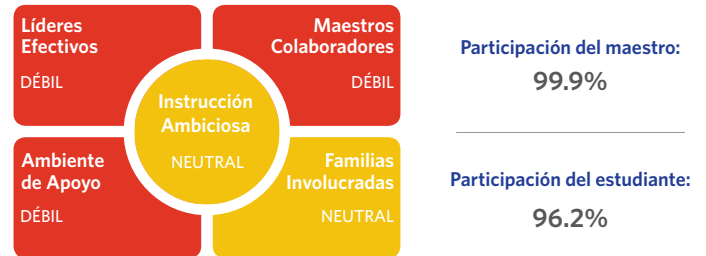 Líderes
Efectivos
DÉBIL
Maestros
Colaboradores
DÉBIL
Instrucción
Ambiciosa
NEUTRAL
Ambiente
de Apoyo
DÉBIL
Familias
Involucradas
NEUTRAL
Participación del maestro:
99.9%
Participación del estudiante:
96.2%